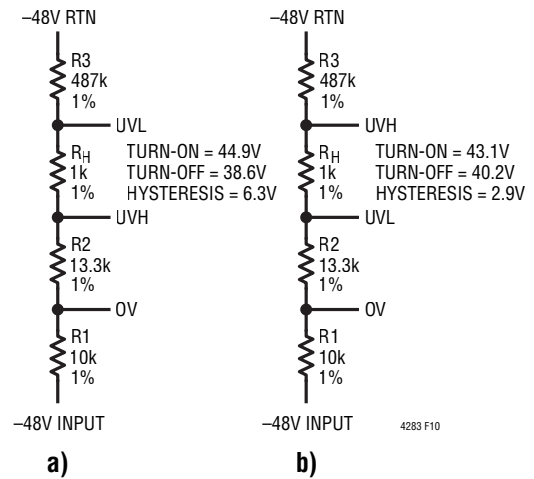 –48V RTN
R3
487k
1%
UVL
RH
1k
1%
TURN-ON = 44.9V
TURN-OFF = 38.6V
HYSTERESIS = 6.3V
UVH
R2
13.3k
1%
OV
R1
10k
1%
–48V INPUT
a)
–48V RTN
R3
487k
1%
UVH
RH
1k
1%
TURN-ON = 43.1V
TURN-OFF = 40.2V
HYSTERESIS = 2.9V
UVL
R2
13.3k
1%
OV
R1
10k
1%
–48V INPUT
4283 F10
b)